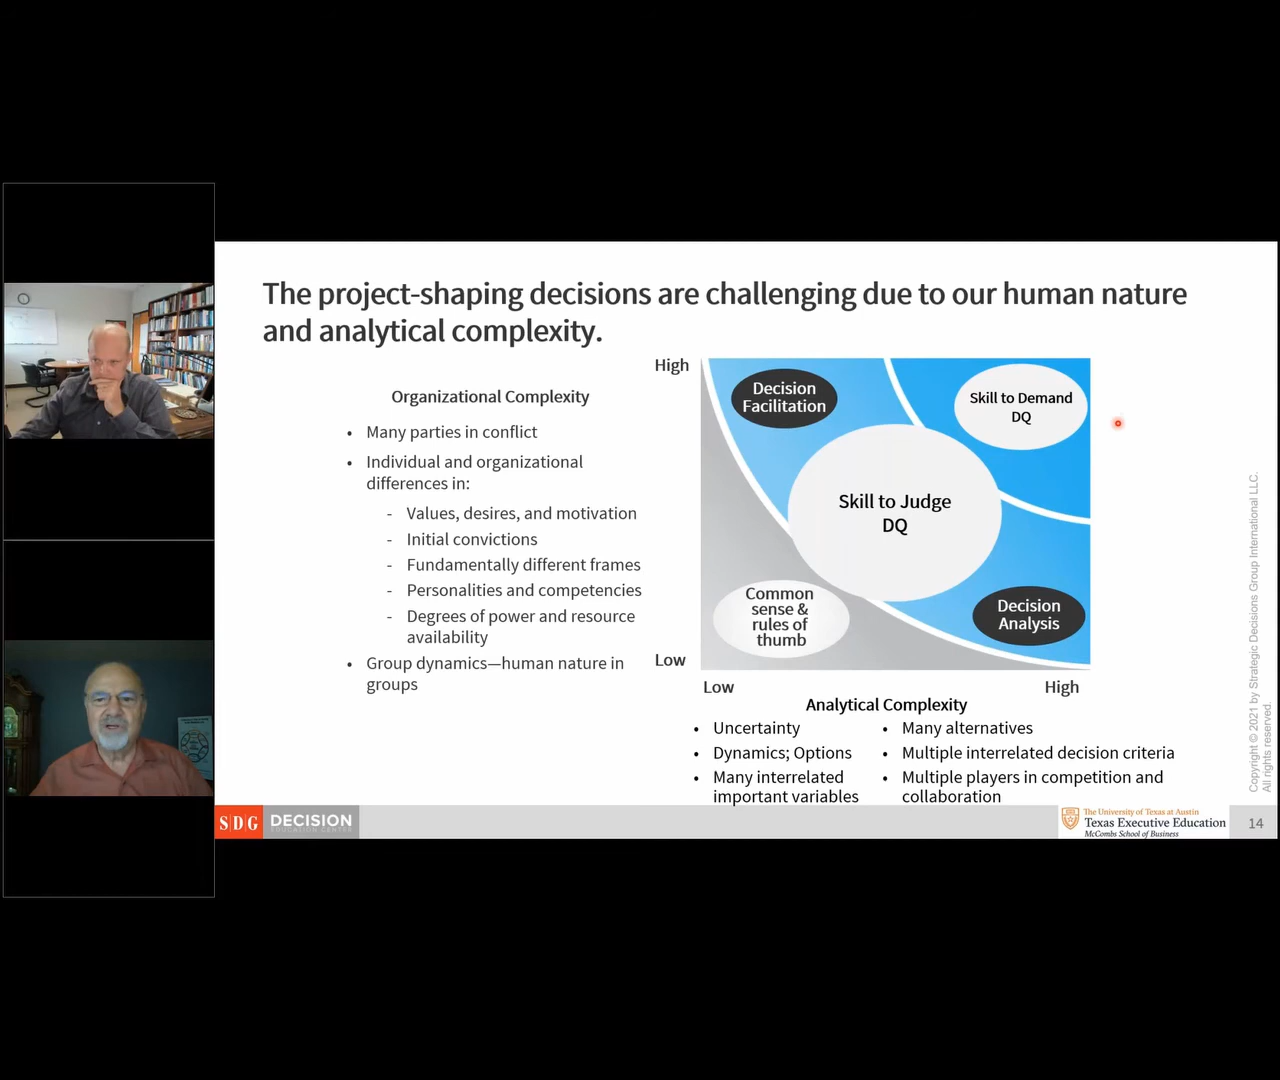 The project-shaping decisions are challenging due to our human nature
and analytical complexity.
Organizational Complexity
• Many parties in conflict
• Individual and organizational
differences in:
- Values, desires, and motivation
- Initial convictions
- Fundamentally different frames
- Personalities and competencies
- Degrees of power and resource
availability
• Group dynamics—human nature in
groups
High
Decision
Facilitation
Skill to Demand
DQ
Skill to Judge
DQ
Common
sense &
rules of
thumb
Decision
Analysis
Low
Low
High
Analytical Complexity
• Uncertainty
• Dynamics; Options
• Many interrelated
important variables
• Many alternatives
• Multiple interrelated decision criteria
• Multiple players in competition and
collaboration
Copyright © 2021 by Strategic Decisions Group International LLC.
All rights reserved.
SDG
DECISION
EDUCATION CENTER
The University of Texas at Austin
Texas Executive Education
McCombs School of Business
14